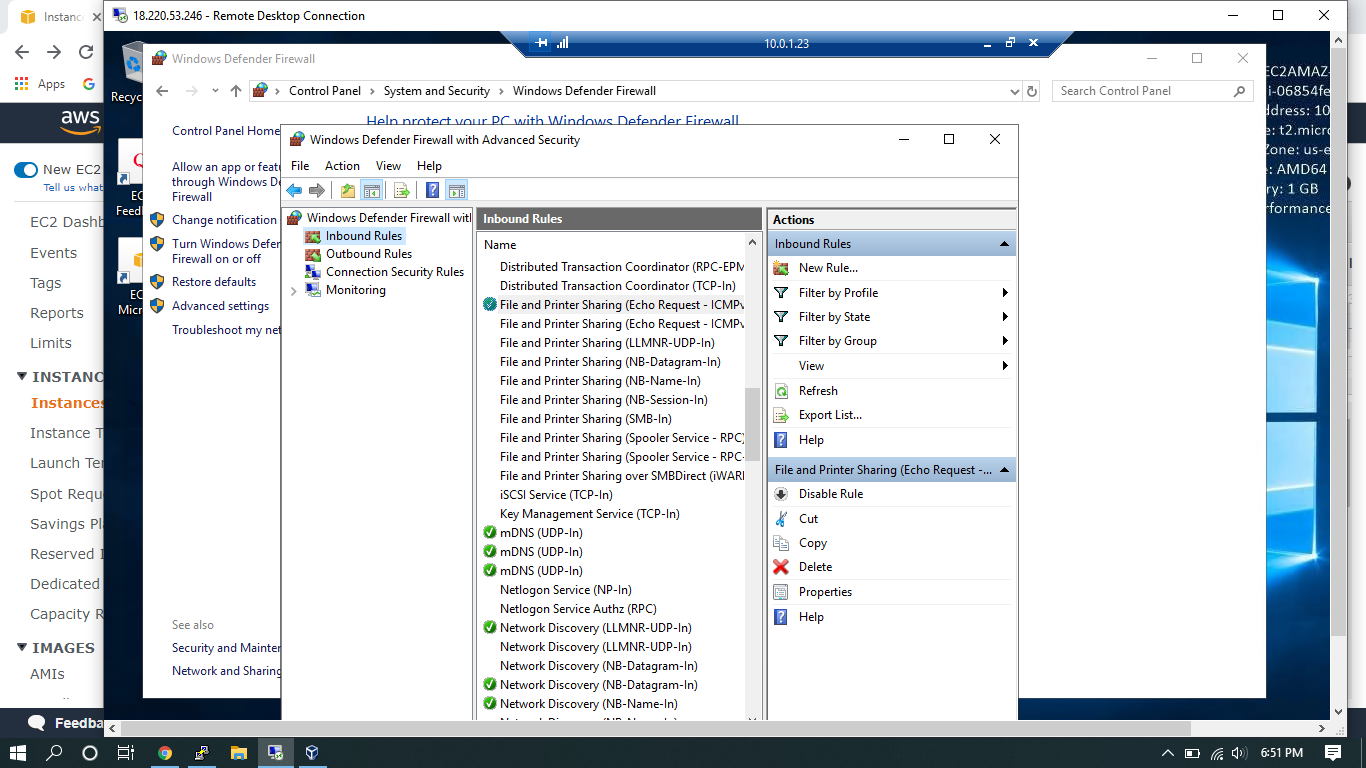 Instanc
18.220.53.246 - Remote Desktop Connection
10.0.1.23
Apps
aws
New EC2
Tell us what
EC2 Dashb
Events
Tags
Reports
Limits
INSTANC
Instances
Instance T
Launch Te
Spot Requ
Savings Pl
Reserved I
Dedicated
Capacity R
IMAGES
AMIs
Feedba
Recyc
EC
Feedl
EC
Micr
EC2AMAZ-
i-06854fe
ddress: 10
e: t2.micr
Zone: us-e
e: AMD64
ry: 1 GB
rformance
Windows Defender Firewall
Control Panel
System and Security
Windows Defender Firewall
Search Control Panel
Control Panel Home
Help protect your PC with Windows Defender Firewall
Allow an app or featu
through Windows De
Firewall
Change notification
Turn Windows Defen
Firewall on or off
Restore defaults
Advanced settings
Troubleshoot my net
See also
Security and Mainten
Network and Sharing
Windows Defender Firewall with Advanced Security
File Action View Help
Windows Defender Firewall witl
Inbound Rules
Outbound Rules
Connection Security Rules
Monitoring
Inbound Rules
Name
Distributed Transaction Coordinator (RPC-EPM
Distributed Transaction Coordinator (TCP-In)
File and Printer Sharing (Echo Request - ICMPv
File and Printer Sharing (Echo Request - ICMPv
File and Printer Sharing (LLMNR-UDP-In)
File and Printer Sharing (NB-Datagram-In)
File and Printer Sharing (NB-Name-In)
File and Printer Sharing (NB-Session-In)
File and Printer Sharing (SMB-In)
File and Printer Sharing (Spooler Service - RPC)
File and Printer Sharing (Spooler Service - RPC-
File and Printer Sharing over SMBDirect (iWARI
iSCSI Service (TCP-In)
Key Management Service (TCP-In)
mDNS (UDP-In)
mDNS (UDP-In)
mDNS (UDP-In)
Netlogon Service (NP-In)
Netlogon Service Authz (RPC)
Network Discovery (LLMNR-UDP-In)
Network Discovery (LLMNR-UDP-In)
Network Discovery (NB-Datagram-In)
Network Discovery (NB-Datagram-In)
Network Discovery (NB-Name-In)
Actions
Inbound Rules
New Rule...
Filter by Profile
Filter by State
Filter by Group
View
Refresh
Export List...
Help
File and Printer Sharing (Echo Request -...
Disable Rule
Cut
Copy
Delete
Properties
Help
6:51 PM